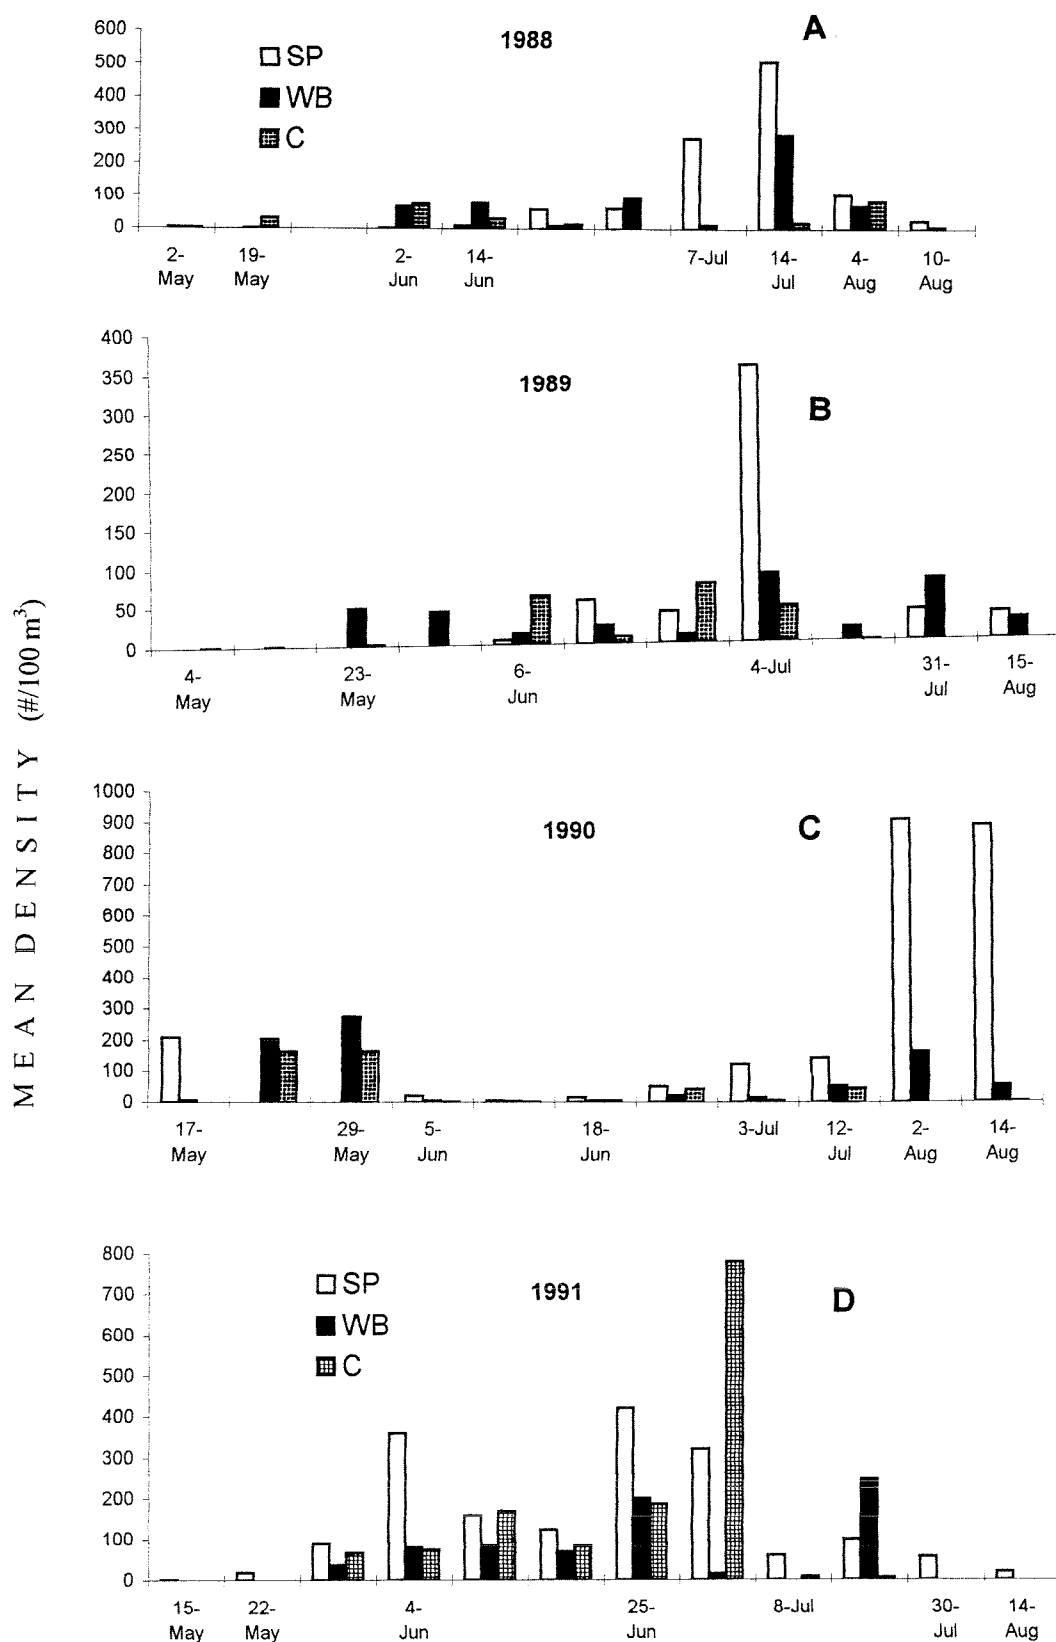 MEAN DENSITY (#/100 m³)
1988
A
SP
WB
C
600
500
400
300
200
100
0
2-
May
19-
May
2-
Jun
14-
Jun
7-Jul
14-
Jul
4-
Aug
10-
Aug
1989
B
400
350
300
250
200
150
100
50
0
4-
May
23-
May
6-
Jun
4-Jul
31-
Jul
15-
Aug
1990
C
1000
900
800
700
600
500
400
300
200
100
0
17-
May
29-
May
5-
Jun
18-
Jun
3-Jul
12-
Jul
2-
Aug
14-
Aug
1991
D
SP
WB
C
800
700
600
500
400
300
200
100
0
15-
May
22-
May
4-
Jun
25-
Jun
8-Jul
30-
Jul
14-
Aug